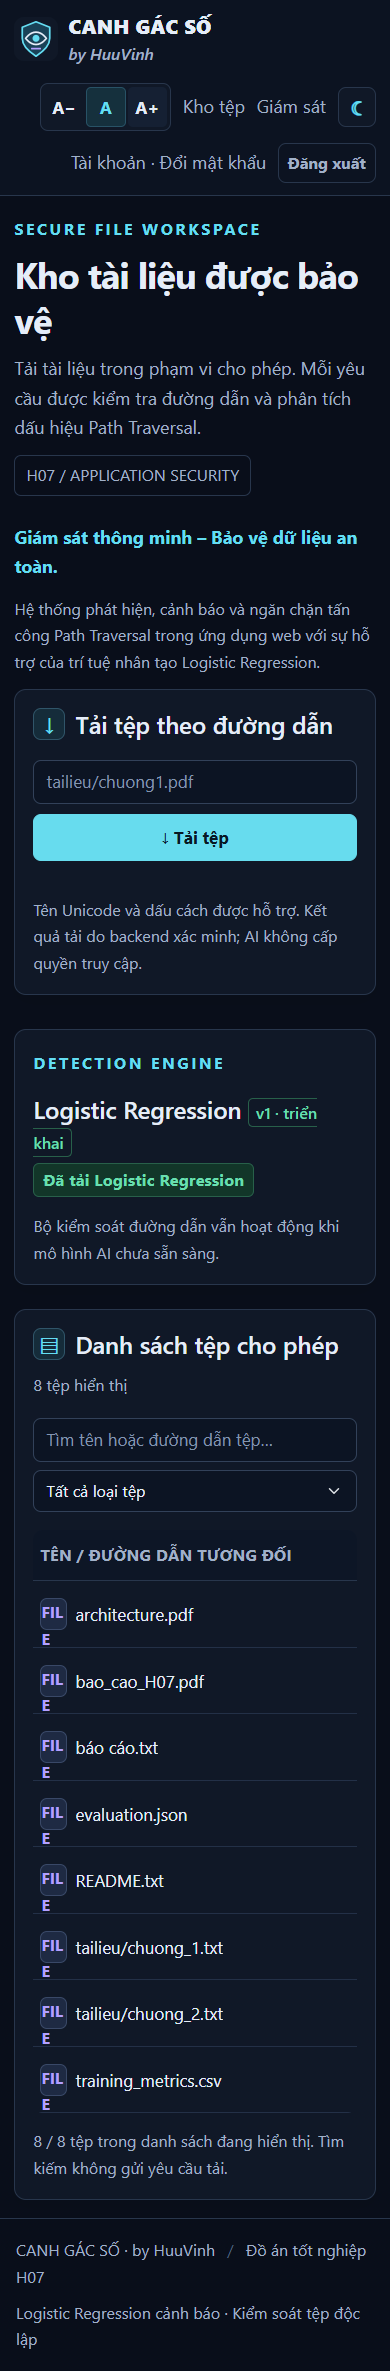 CANH GÁC SỐ
by HuuVinh
A− A A+ Kho tệp Giám sát
Tài khoản · Đổi mật khẩu Đăng xuất
SECURE FILE WORKSPACE
Kho tài liệu được bảo
vệ
Tải tài liệu trong phạm vi cho phép. Mỗi yêu
cầu được kiểm tra đường dẫn và phân tích
dấu hiệu Path Traversal.
H07 / APPLICATION SECURITY
Giám sát thông minh – Bảo vệ dữ liệu an
toàn.
Hệ thống phát hiện, cảnh báo và ngăn chặn tấn
công Path Traversal trong ứng dụng web với sự hỗ
trợ của trí tuệ nhân tạo Logistic Regression.
↓ Tải tệp theo đường dẫn
tailieu/chuong1.pdf
↓ Tải tệp
Tên Unicode và dấu cách được hỗ trợ. Kết
quả tải do backend xác minh; AI không cấp
quyền truy cập.
DETECTION ENGINE
Logistic Regression v1 · triển
khai
Đã tải Logistic Regression
Bộ kiểm soát đường dẫn vẫn hoạt động khi
mô hình AI chưa sẵn sàng.
Danh sách tệp cho phép
8 tệp hiển thị
Tìm tên hoặc đường dẫn tệp...
Tất cả loại tệp
TÊN / ĐƯỜNG DẪN TƯƠNG ĐỐI
FIL architecture.pdf
E
FIL bao_cao_H07.pdf
E
FIL báo cáo.txt
E
FIL evaluation.json
E
FIL README.txt
E
FIL tailieu/chuong_1.txt
E
FIL tailieu/chuong_2.txt
E
FIL training_metrics.csv
E
8 / 8 tệp trong danh sách đang hiển thị. Tìm
kiếm không gửi yêu cầu tải.
CANH GÁC SỐ · by HuuVinh / Đồ án tốt nghiệp
H07
Logistic Regression cảnh báo · Kiểm soát tệp độc
lập